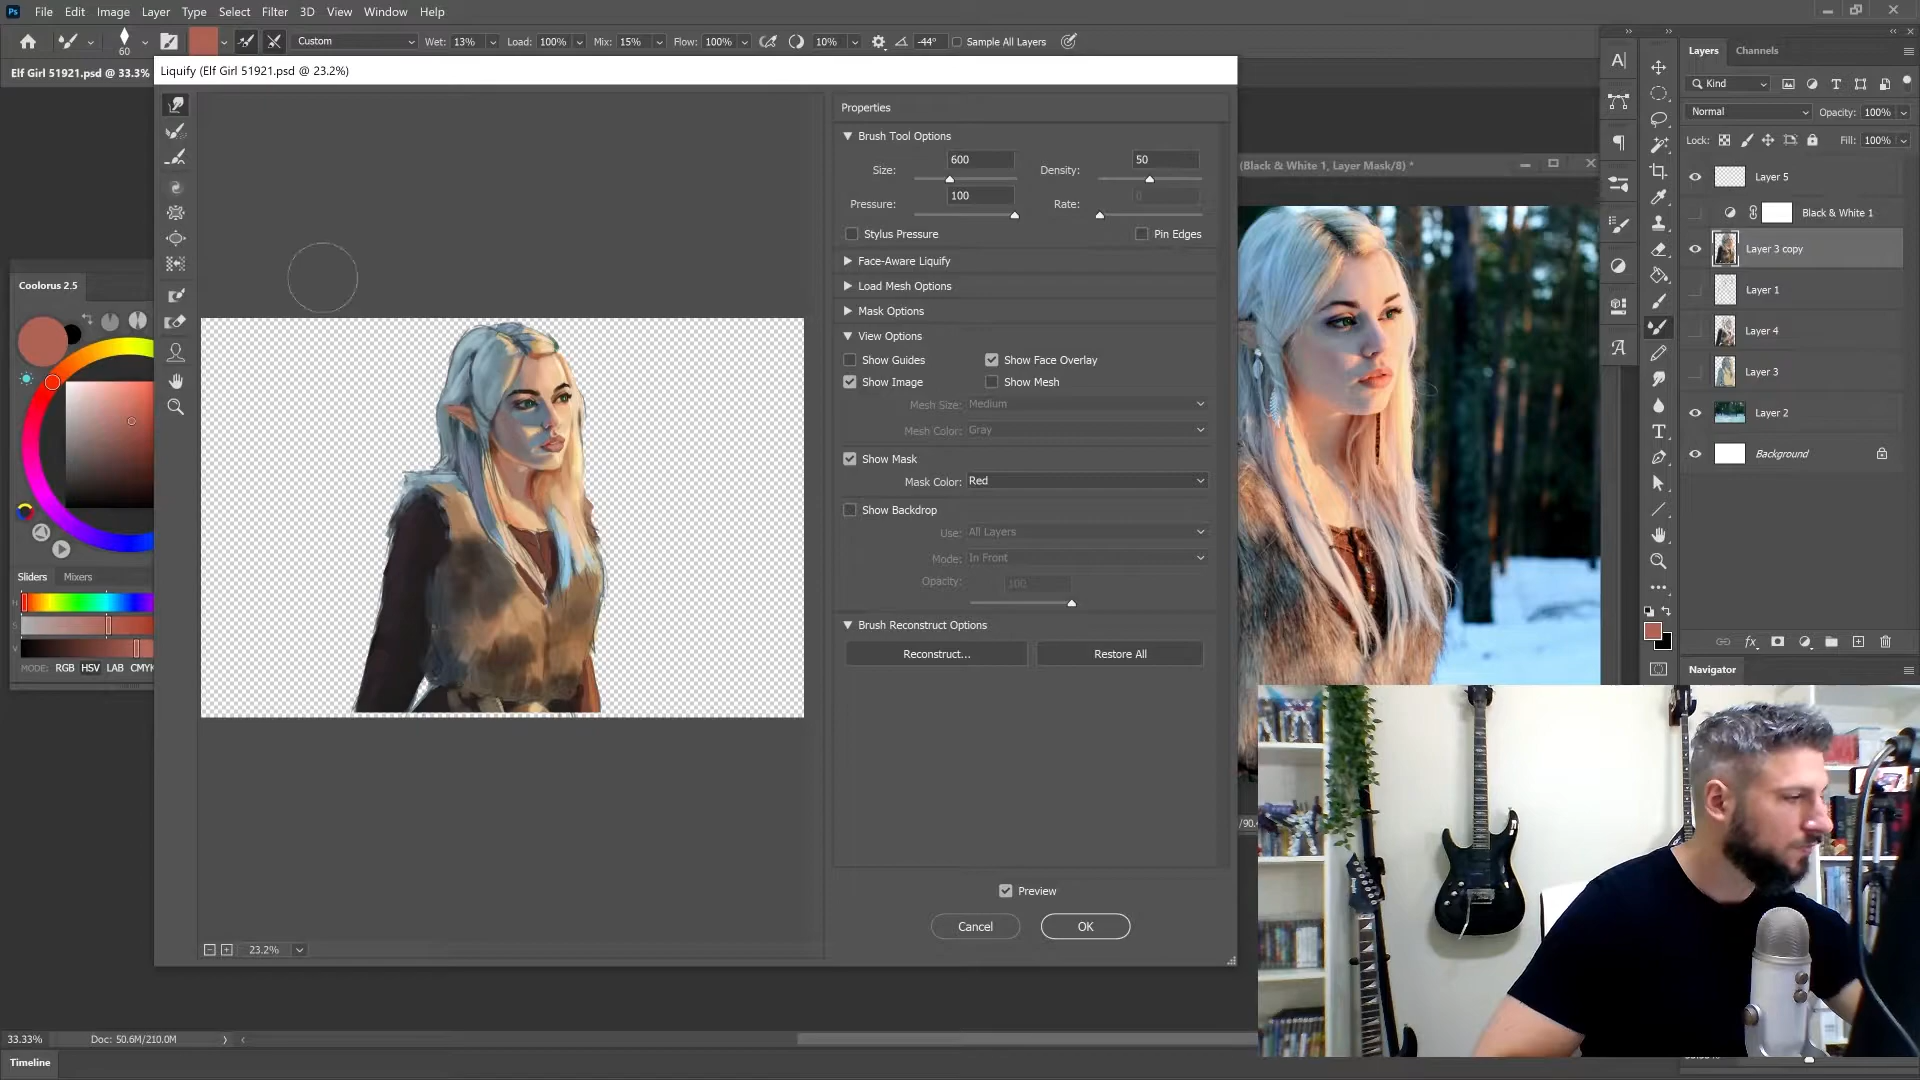 Ps File Edit Image Layer Type Select Filter 3D View Window Help
60 Custom Wet: 13% Load: 100% Mix: 15% Flow: 100% 10% -44° Sample All Layers
Elf Girl 51921.psd @ 33.3%
Liquify (Elf Girl 51921.psd @ 23.2%)
Properties
Brush Tool Options
Size: 600
Density: 50
Pressure: 100
Rate: 0
Stylus Pressure
Pin Edges
Face-Aware Liquify
Load Mesh Options
Mask Options
View Options
Show Guides
Show Face Overlay
Show Image
Show Mesh
Mesh Size: Medium
Mesh Color: Gray
Show Mask
Mask Color: Red
Show Backdrop
Use: All Layers
Mode: In Front
Opacity: 100
Brush Reconstruct Options
Reconstruct...
Restore All
Preview
Cancel
OK
23.2%
Coolorus 2.5
Sliders Mixers
S
V
MODE: RGB HSV LAB CMYK
(Black & White 1, Layer Mask/8) *
Layers Channels
Kind
Normal Opacity: 100%
Lock: Fill: 100%
Layer 5
Black & White 1
Layer 3 copy
Layer 1
Layer 4
Layer 3
Layer 2
Background
fx
Navigator
33.33% Doc: 50.6M/210.0M
Timeline